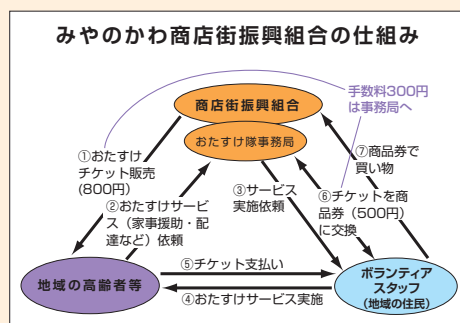 みやのかわ商店街振興組合の仕組み
手数料300円
は事務局へ
商店街振興組合
おたすけ隊事務局
①おたすけ
チケット販売
(800円)
②おたすけサービ
ス（家事援助・配
達など）依頼
③サービス
実施依頼
⑦商品券で
買い物
⑥チケットを商
品券（500円）
に交換
⑤チケット支払い
④おたすけサービス実施
地域の高齢者等
ボランティア
スタッフ
(地域の住民)